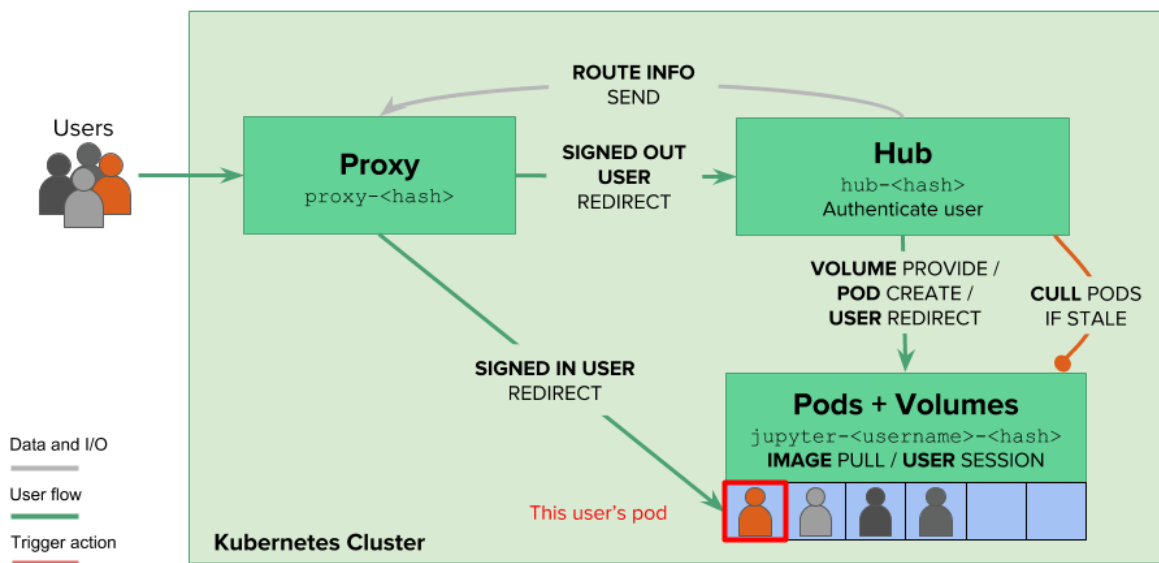 ROUTE INFO
SEND
Users
Proxy
proxy-<hash>
SIGNED OUT
USER
REDIRECT
Hub
hub-<hash>
Authenticate user
VOLUME PROVIDE /
POD CREATE /
USER REDIRECT
CULL PODS
IF STALE
SIGNED IN USER
REDIRECT
Pods + Volumes
jupyter-<username>-<hash>
IMAGE PULL / USER SESSION
This user's pod
Data and I/O
User flow
Trigger action
Kubernetes Cluster